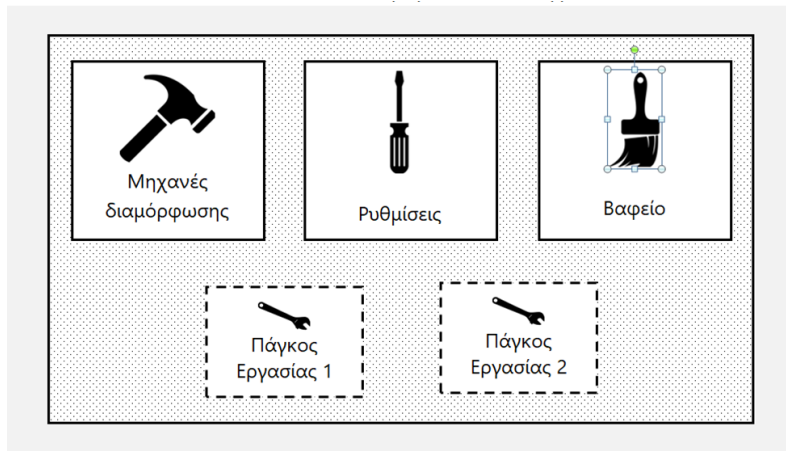 Μηχανές
διαμόρφωσης
Ρυθμίσεις
Βαφείο
Πάγκος
Εργασίας 1
Πάγκος
Εργασίας 2